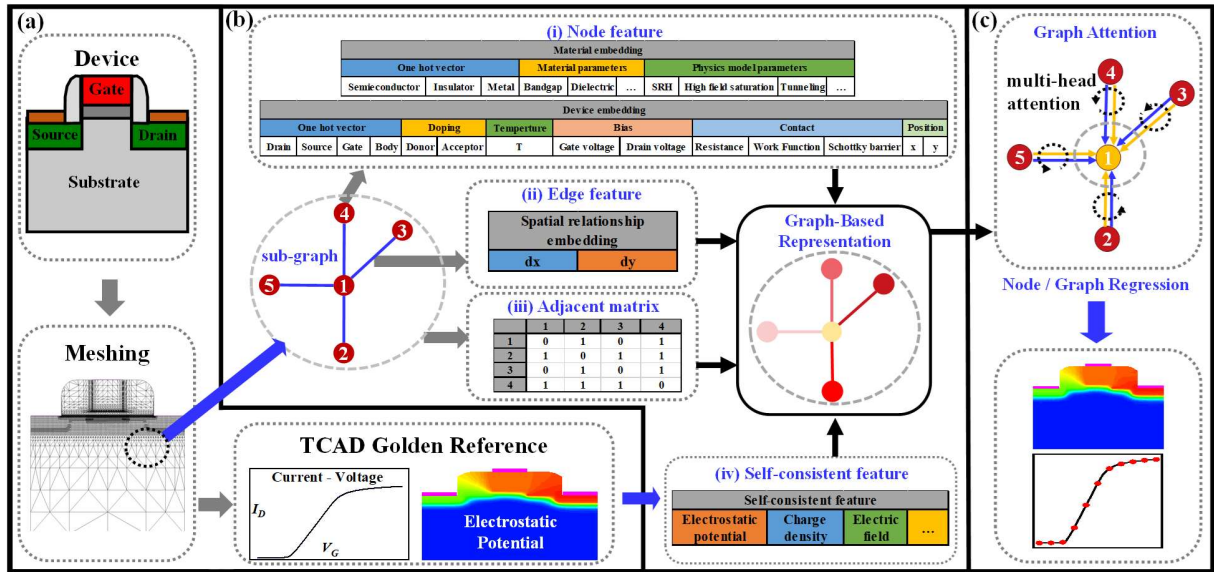 (a)
Device
Gate
Source
Drain
Substrate
Meshing
(b)
(i) Node feature
Material embedding
One hot vector Material parameters Physics model parameters
Semieconductor Insulator Metal Bandgap Dielectric ... SRH High field saturation Tunneling ...
Device embedding
One hot vector Doping Temperture Bias Contact Position
Drain Source Gate Body Donor Acceptor T Gate voltage Drain voltage Resistance Work Function Schottky barrier x y
sub-graph
4
3
5
1
2
(ii) Edge feature
Spatial relationship
embedding
dx dy
(iii) Adjacent matrix
1 2 3 4
1 0 1 0 1
2 1 0 1 1
3 0 1 0 1
4 1 1 1 0
Graph-Based
Representation
TCAD Golden Reference
Current - Voltage
I_D
V_G
Electrostatic
Potential
(iv) Self-consistent feature
Self-consistent feature
Electrostatic potential Charge density Electric field ...
(c)
Graph Attention
multi-head
attention
4
3
5
1
2
Node / Graph Regression